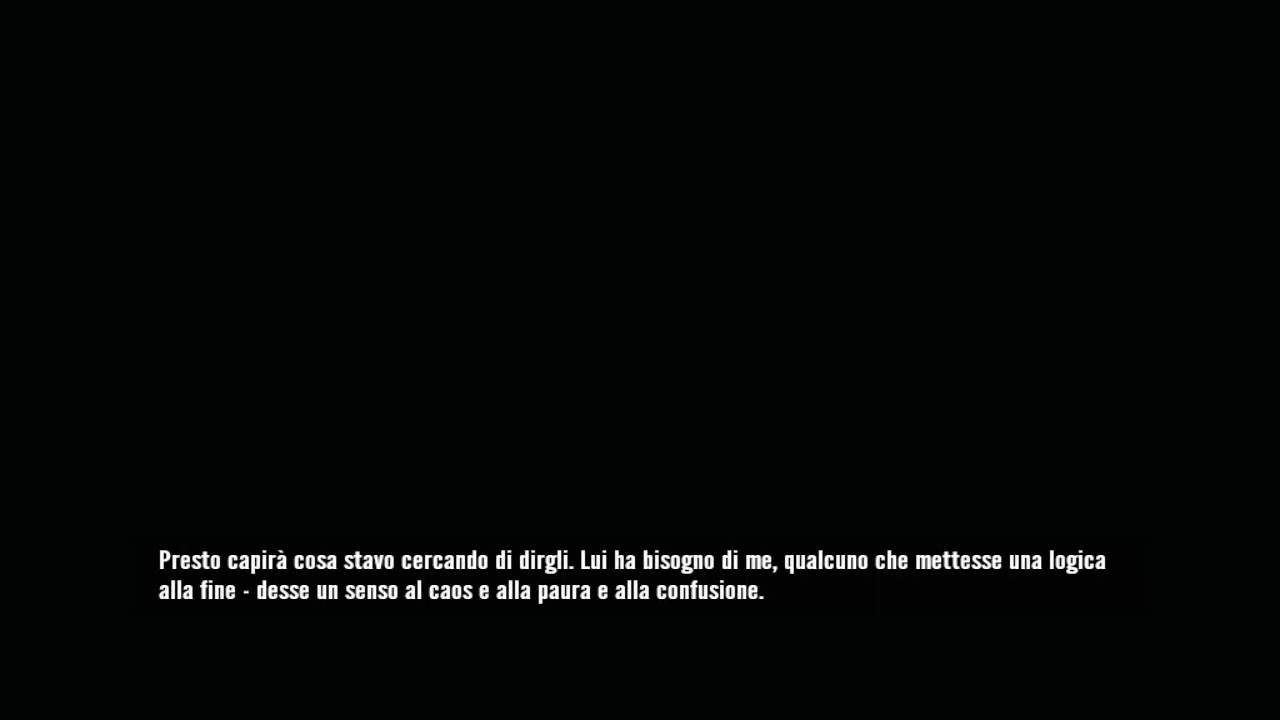 Presto capirà cosa stavo cercando di dirgli. Lui ha bisogno di me, qualcuno che mettesse una logica
alla fine - desse un senso al caos e alla paura e alla confusione.